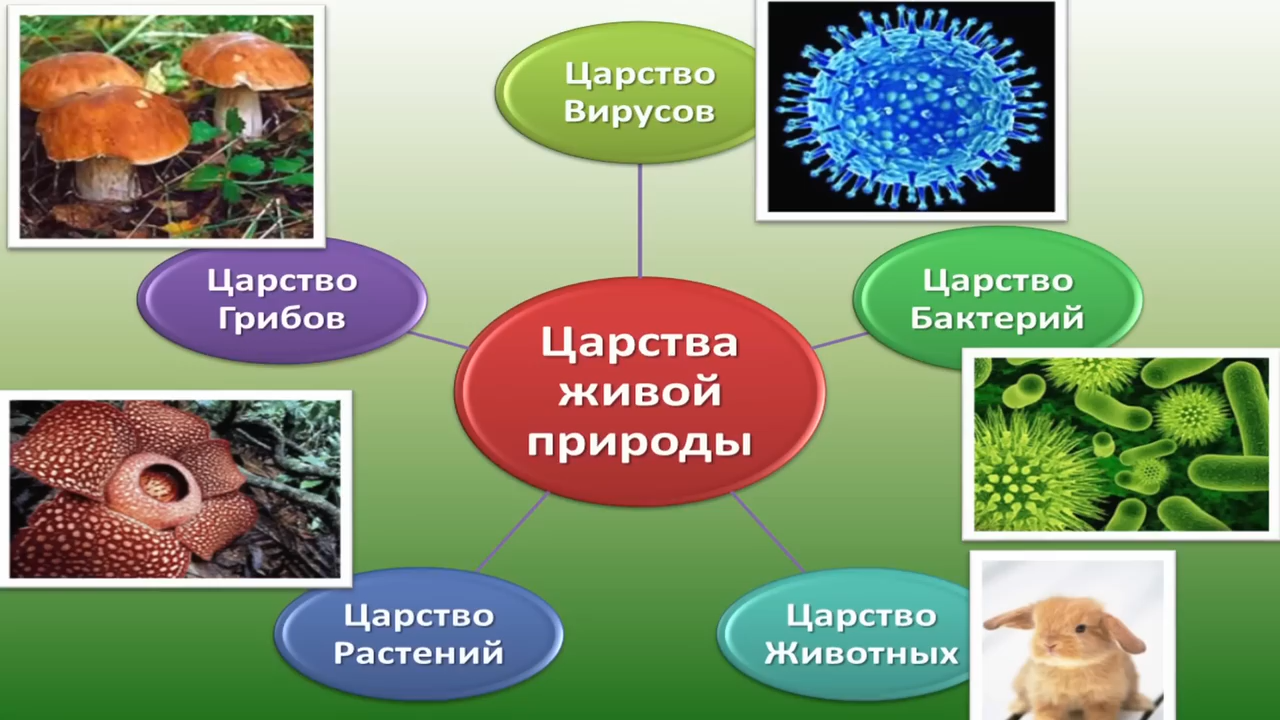 Царство
Вирусов
Царство
Грибов
Царство
Бактерий
Царства
живой
природы
Царство
Растений
Царство
Животных